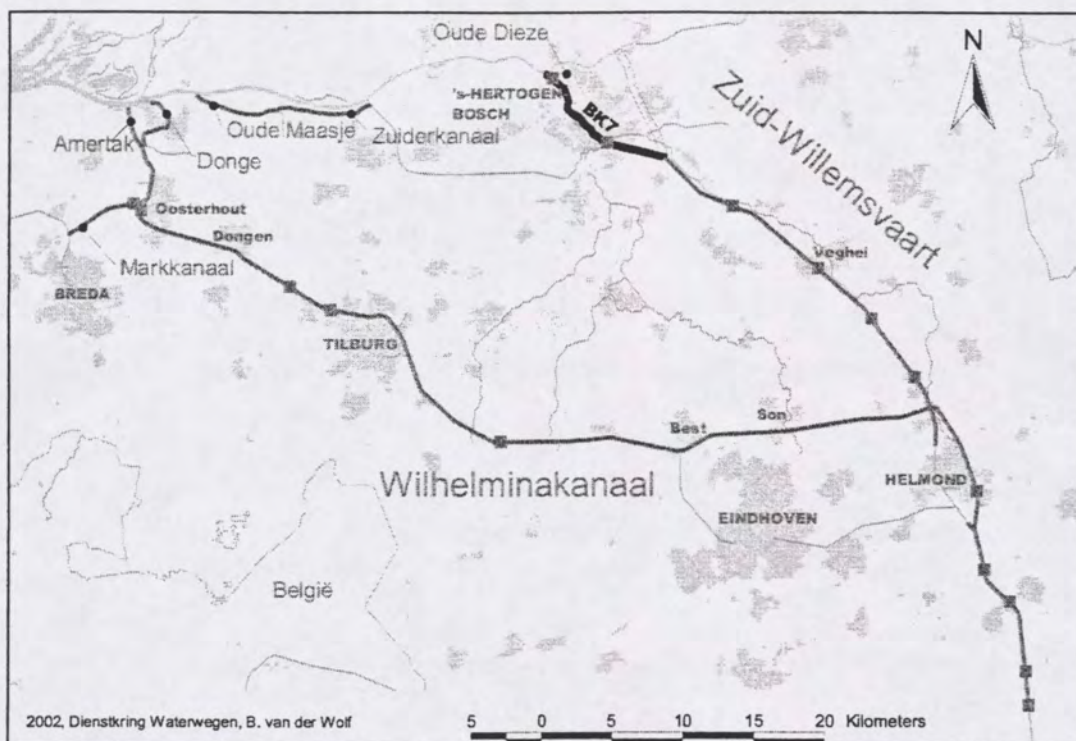 Oude Dieze
N
's-HERTOGEN
BOSCH
BK7
Zuid-Willemsvaart
Oude Maasje
Zuiderkanaal
Amertak
Donge
Oosterhout
Dongen
Markkanaal
BREDA
Veghel
TILBURG
Best
Son
Wilhelminakanaal
HELMOND
EINDHOVEN
België
2002, Dienstkring Waterwegen, B. van der Wolf
5 0 5 10 15 20 Kilometers